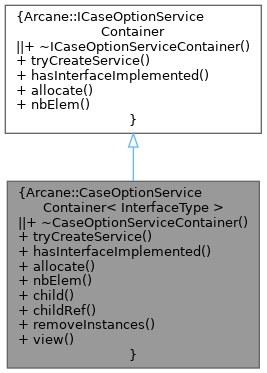 {Arcane::ICaseOptionService
Container
||+ ~ICaseOptionServiceContainer()
+ tryCreateService()
+ hasInterfaceImplemented()
+ allocate()
+ nbElem()
}
{Arcane::CaseOptionService
Container< InterfaceType >
||+ ~CaseOptionServiceContainer()
+ tryCreateService()
+ hasInterfaceImplemented()
+ allocate()
+ nbElem()
+ child()
+ childRef()
+ removeInstances()
+ view()
}